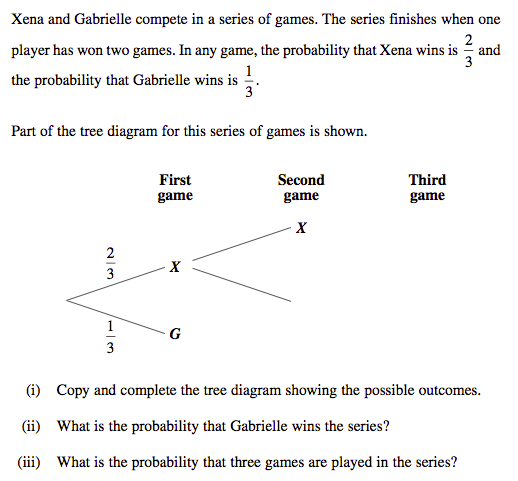 Xena and Gabrielle compete in a series of games. The series finishes when one
player has won two games. In any game, the probability that Xena wins is 2/3 and
the probability that Gabrielle wins is 1/3.
Part of the tree diagram for this series of games is shown.
First game
Second game
Third game
X
2/3
X
1/3
G
(i) Copy and complete the tree diagram showing the possible outcomes.
(ii) What is the probability that Gabrielle wins the series?
(iii) What is the probability that three games are played in the series?